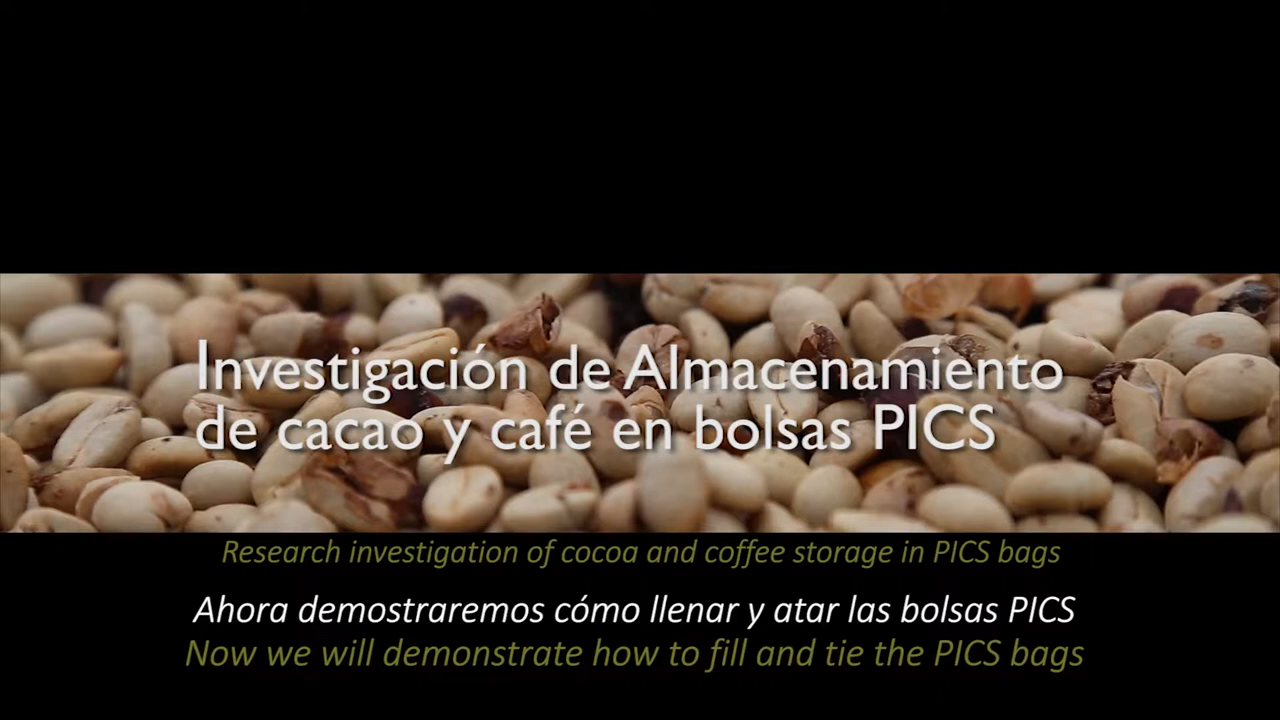 Investigación de Almacenamiento
de cacao y café en bolsas PICS
Research investigation of cocoa and coffee storage in PICS bags
Ahora demostraremos cómo llenar y atar las bolsas PICS
Now we will demonstrate how to fill and tie the PICS bags